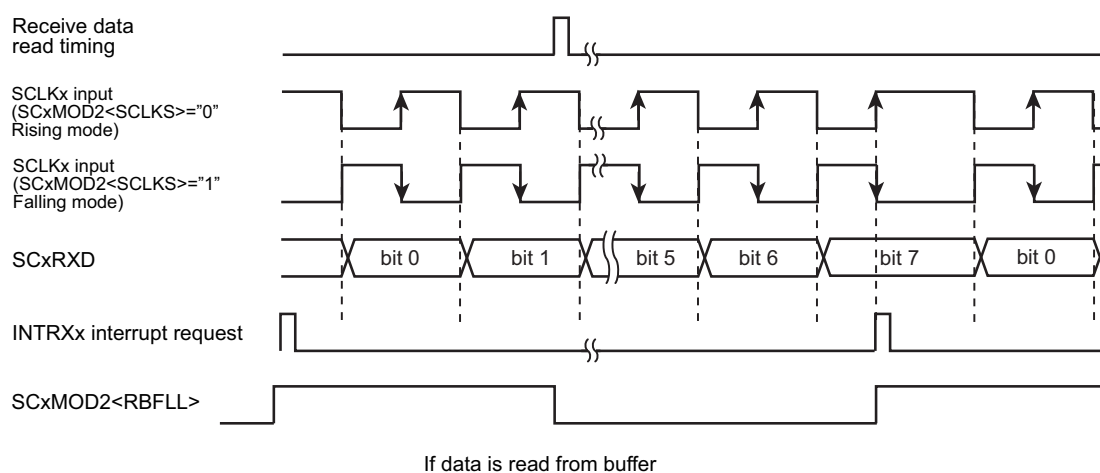 Receive data
read timing
SCLKx input
(SCxMOD2<SCLKS>="0"
Rising mode)
SCLKx input
(SCxMOD2<SCLKS>="1"
Falling mode)
SCxRXD
bit 0
bit 1
bit 5
bit 6
bit 7
bit 0
INTRXx interrupt request
SCxMOD2<RBFLL>
If data is read from buffer